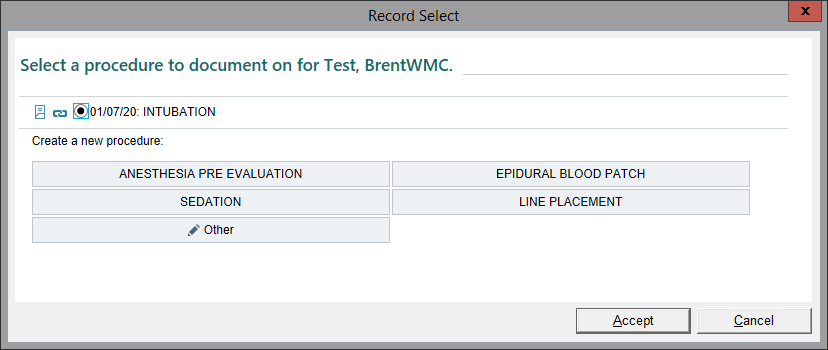 Record Select
x
Select a procedure to document on for Test, BrentWMC.
01/07/20: INTUBATION
Create a new procedure:
ANESTHESIA PRE EVALUATION
EPIDURAL BLOOD PATCH
SEDATION
LINE PLACEMENT
Other
Accept
Cancel